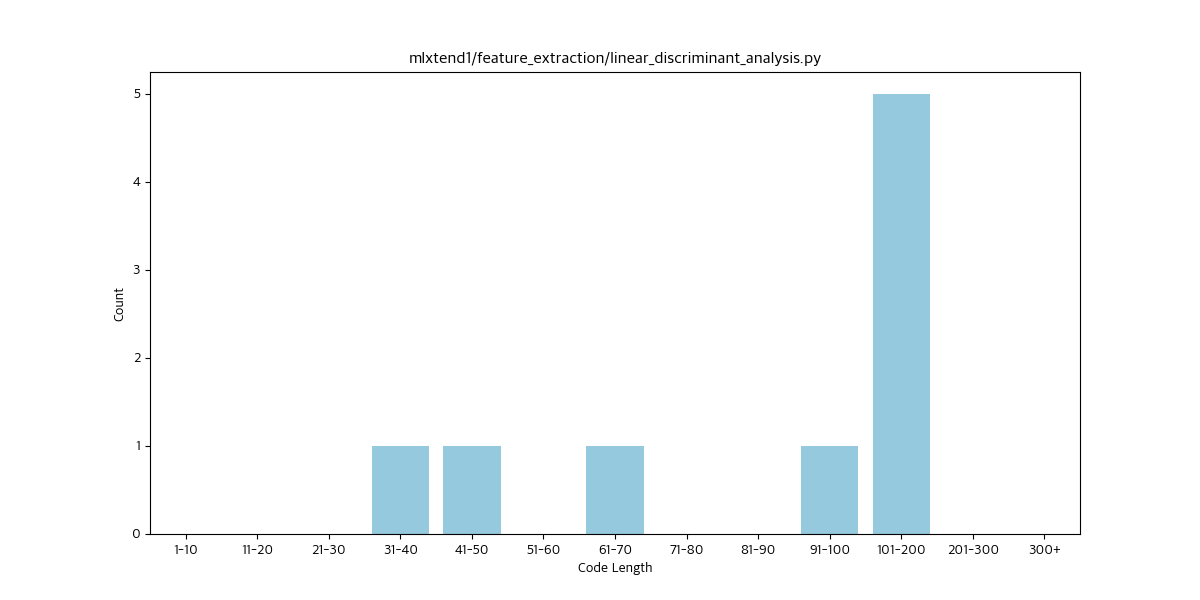 mlxtend1/feature_extraction/linear_discriminant_analysis.py
5
4
3
2
1
0
Count
1-10 11-20 21-30 31-40 41-50 51-60 61-70 71-80 81-90 91-100 101-200 201-300 300+
Code Length